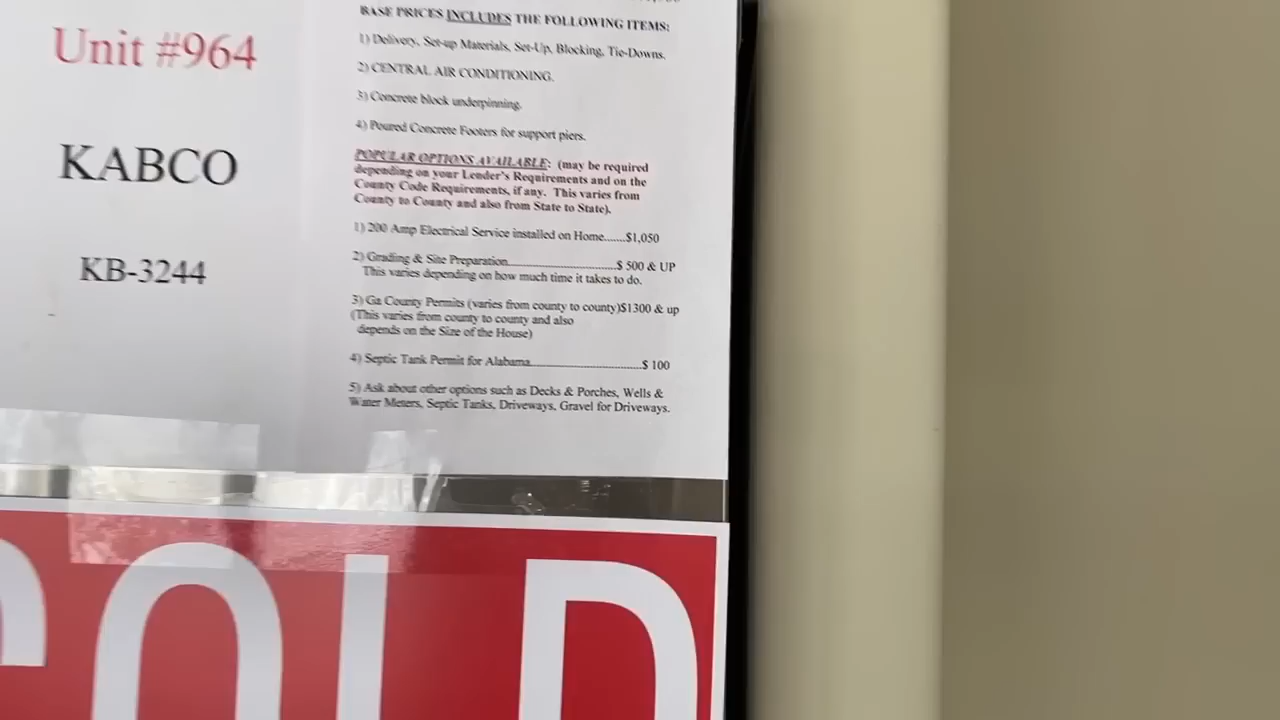 Unit #964
KABCO
KB-3244
BASE PRICES INCLUDES THE FOLLOWING ITEMS:
1) Delivery, Set-up Materials, Set-Up, Blocking, Tie-Downs.
2) CENTRAL AIR CONDITIONING.
3) Concrete block underpinning.
4) Poured Concrete Footers for support piers.
POPULAR OPTIONS AVAILABLE: (may be required
depending on your Lender's Requirements and on the
County Code Requirements, if any. This varies from
County to County and also from State to State).
1) 200 Amp Electrical Service installed on Home.......$1,050
2) Grading & Site Preparation....................................$ 500 & UP
This varies depending on how much time it takes to do.
3) Ga County Permits (varies from county to county)$1300 & up
(This varies from county to county and also
depends on the Size of the House)
4) Septic Tank Permit for Alabama.....................................$ 100
5) Ask about other options such as Decks & Porches, Wells &
Water Meters, Septic Tanks, Driveways, Gravel for Driveways.
SOLD